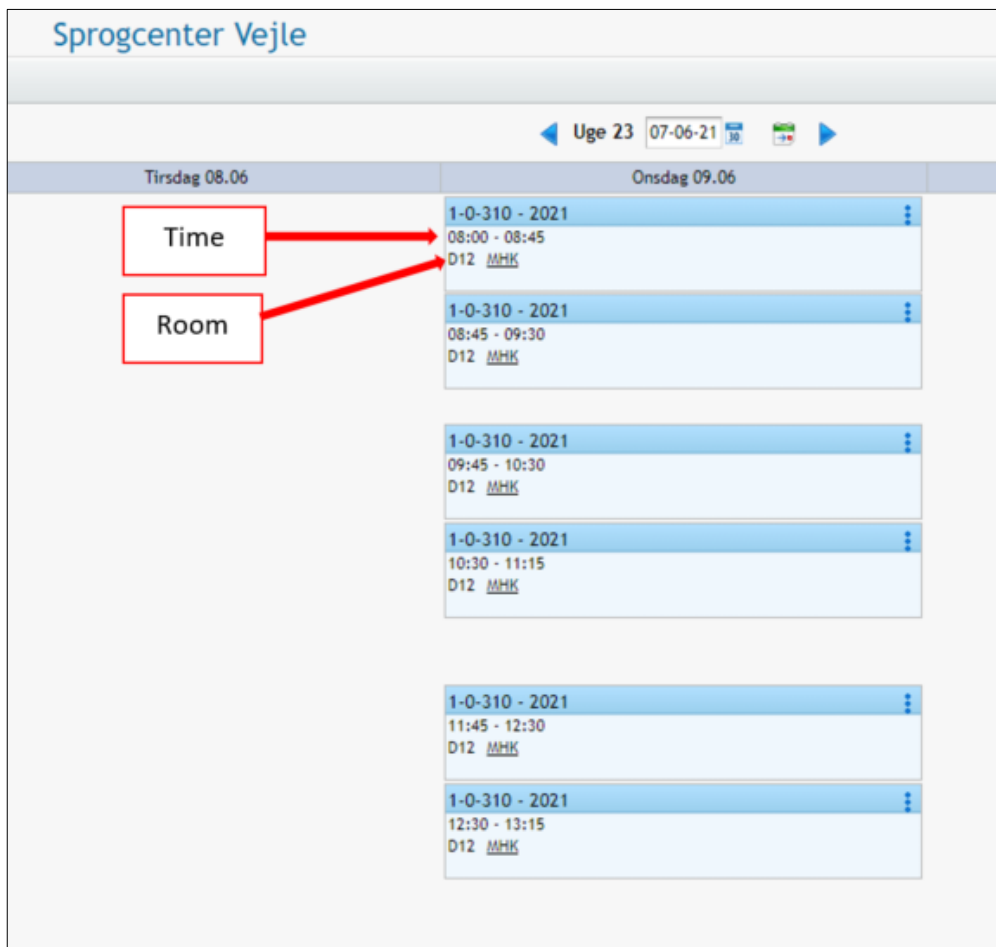 Sprogcenter Vejle
Uge 23 07-06-21
Tirsdag 08.06
Onsdag 09.06
Time
Room
1-0-310 - 2021
08:00 - 08:45
D12 MHK
1-0-310 - 2021
08:45 - 09:30
D12 MHK
1-0-310 - 2021
09:45 - 10:30
D12 MHK
1-0-310 - 2021
10:30 - 11:15
D12 MHK
1-0-310 - 2021
11:45 - 12:30
D12 MHK
1-0-310 - 2021
12:30 - 13:15
D12 MHK